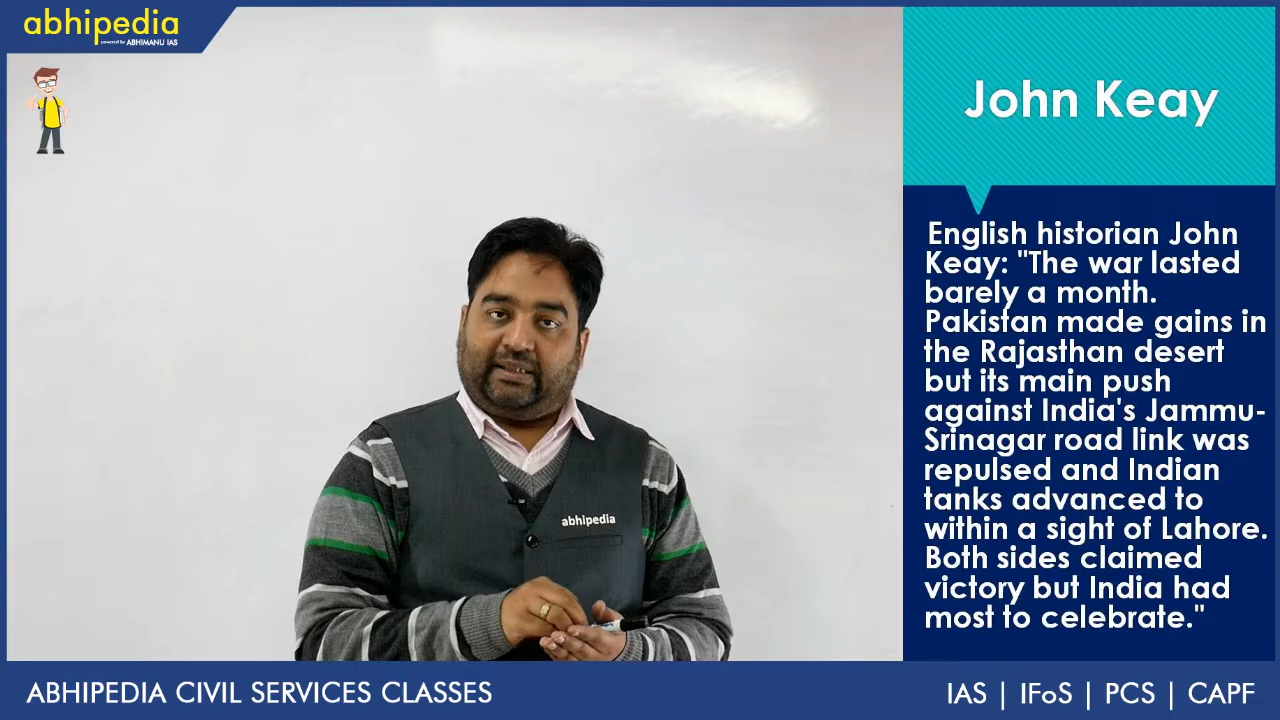 abhipedia
powered by ABHIMANU IAS
John Keay
English historian John
Keay: "The war lasted
barely a month.
Pakistan made gains in
the Rajasthan desert
but its main push
against India's Jammu-
Srinagar road link was
repulsed and Indian
tanks advanced to
within a sight of Lahore.
Both sides claimed
victory but India had
most to celebrate."
abhipedia
ABHIPEDIA CIVIL SERVICES CLASSES
IAS | IFoS | PCS | CAPF